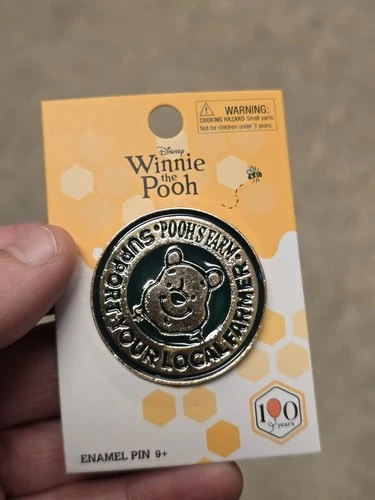 WARNING:
CHOKING HAZARD Small parts
Not for children under 3 years.
Disney
Winnie
the
Pooh
• POOH'S FARM •
SUPPORT YOUR LOCAL FARMER
100
years
ENAMEL PIN 9+